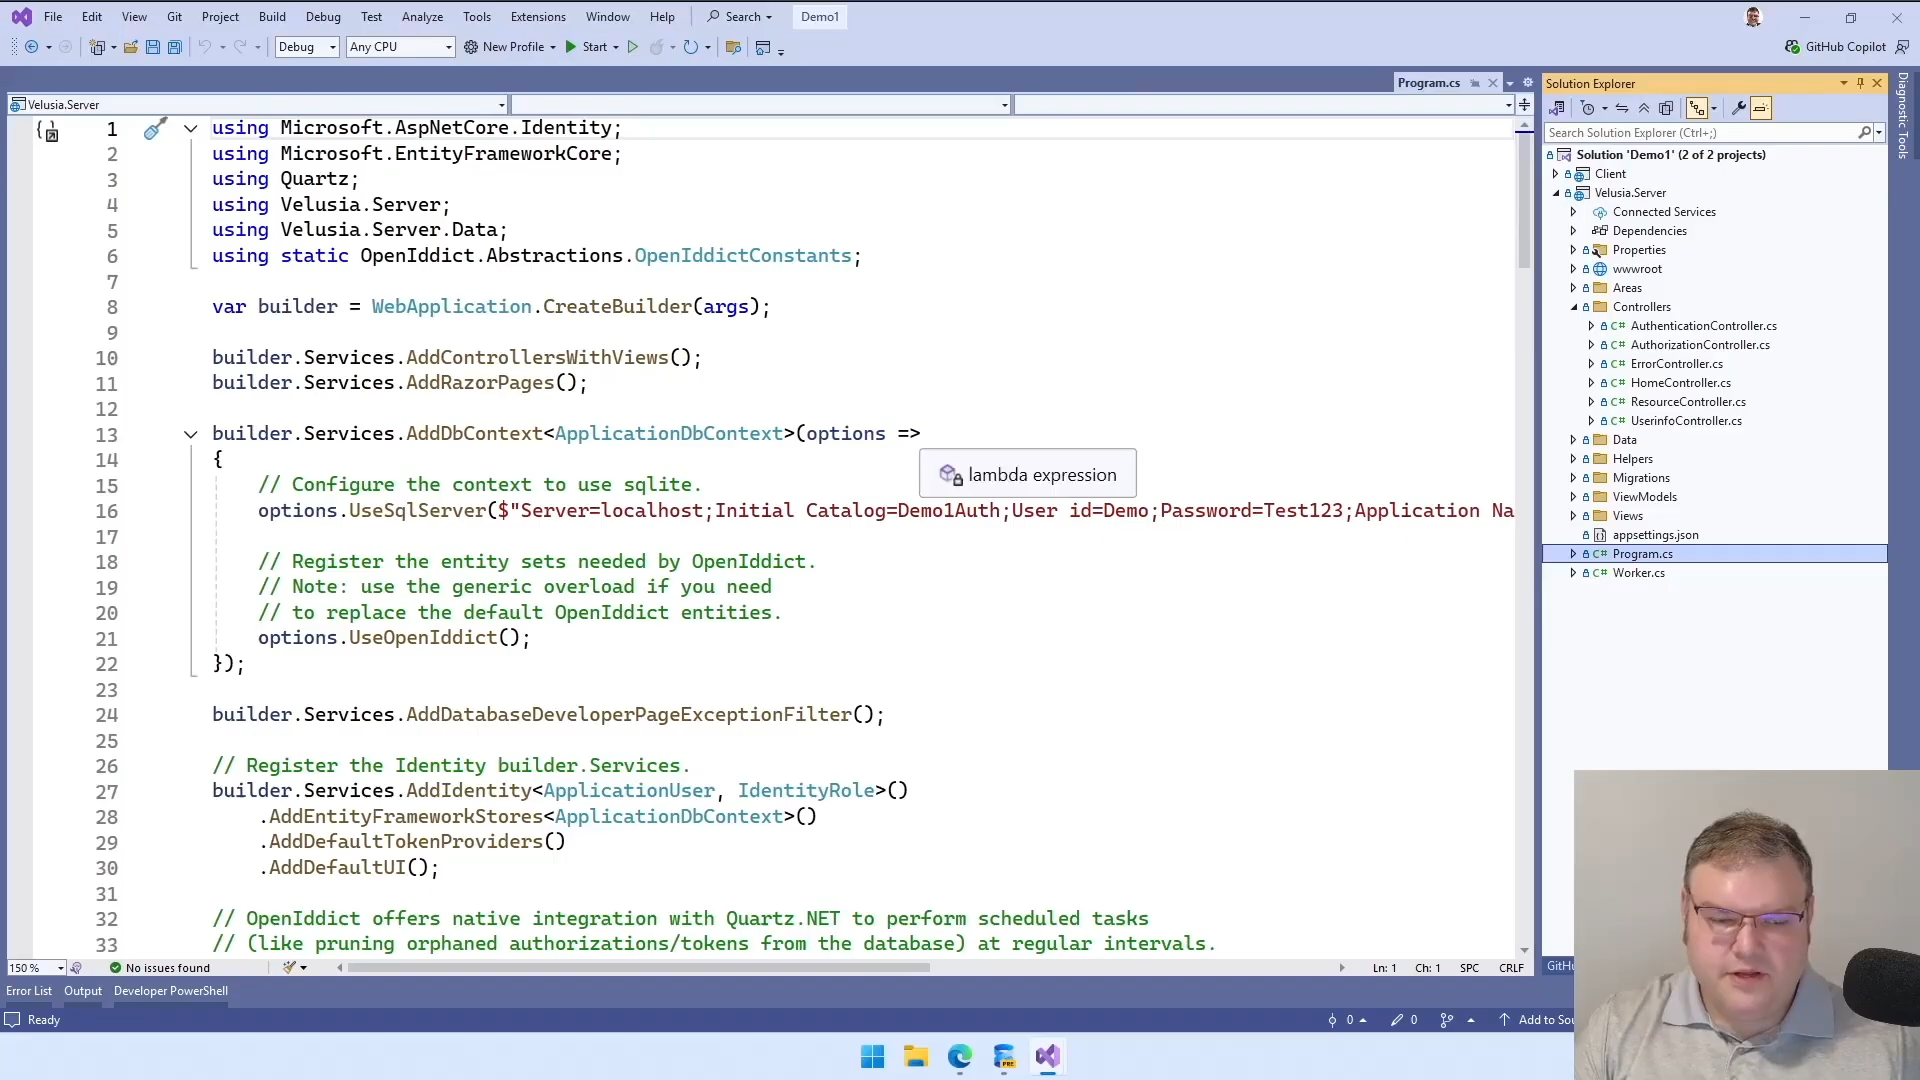 File Edit View Git Project Build Debug Test Analyze Tools Extensions Window Help Search Demo1
Debug Any CPU New Profile Start GitHub Copilot
Program.cs
Solution Explorer
Diagnostic Tools
Velusia.Server
Search Solution Explorer (Ctrl+;)
Solution 'Demo1' (2 of 2 projects)
Client
Velusia.Server
Connected Services
Dependencies
Properties
wwwroot
Areas
Controllers
C# AuthenticationController.cs
C# AuthorizationController.cs
C# ErrorController.cs
C# HomeController.cs
C# ResourceController.cs
C# UserinfoController.cs
Data
Helpers
Migrations
ViewModels
Views
appsettings.json
C# Program.cs
C# Worker.cs
1 using Microsoft.AspNetCore.Identity;
2 using Microsoft.EntityFrameworkCore;
3 using Quartz;
4 using Velusia.Server;
5 using Velusia.Server.Data;
6 using static OpenIddict.Abstractions.OpenIddictConstants;
7
8 var builder = WebApplication.CreateBuilder(args);
9
10 builder.Services.AddControllersWithViews();
11 builder.Services.AddRazorPages();
12
13 builder.Services.AddDbContext<ApplicationDbContext>(options =>
14 {
lambda expression
15 // Configure the context to use sqlite.
16 options.UseSqlServer($"Server=localhost;Initial Catalog=Demo1Auth;User id=Demo;Password=Test123;Application Na
17
18 // Register the entity sets needed by OpenIddict.
19 // Note: use the generic overload if you need
20 // to replace the default OpenIddict entities.
21 options.UseOpenIddict();
22 });
23
24 builder.Services.AddDatabaseDeveloperPageExceptionFilter();
25
26 // Register the Identity builder.Services.
27 builder.Services.AddIdentity<ApplicationUser, IdentityRole>()
28 .AddEntityFrameworkStores<ApplicationDbContext>()
29 .AddDefaultTokenProviders()
30 .AddDefaultUI();
31
32 // OpenIddict offers native integration with Quartz.NET to perform scheduled tasks
33 // (like pruning orphaned authorizations/tokens from the database) at regular intervals.
150 % No issues found Ln: 1 Ch: 1 SPC CRLF GitHu
Error List Output Developer PowerShell
Ready 0 0 Add to Sou
PRE